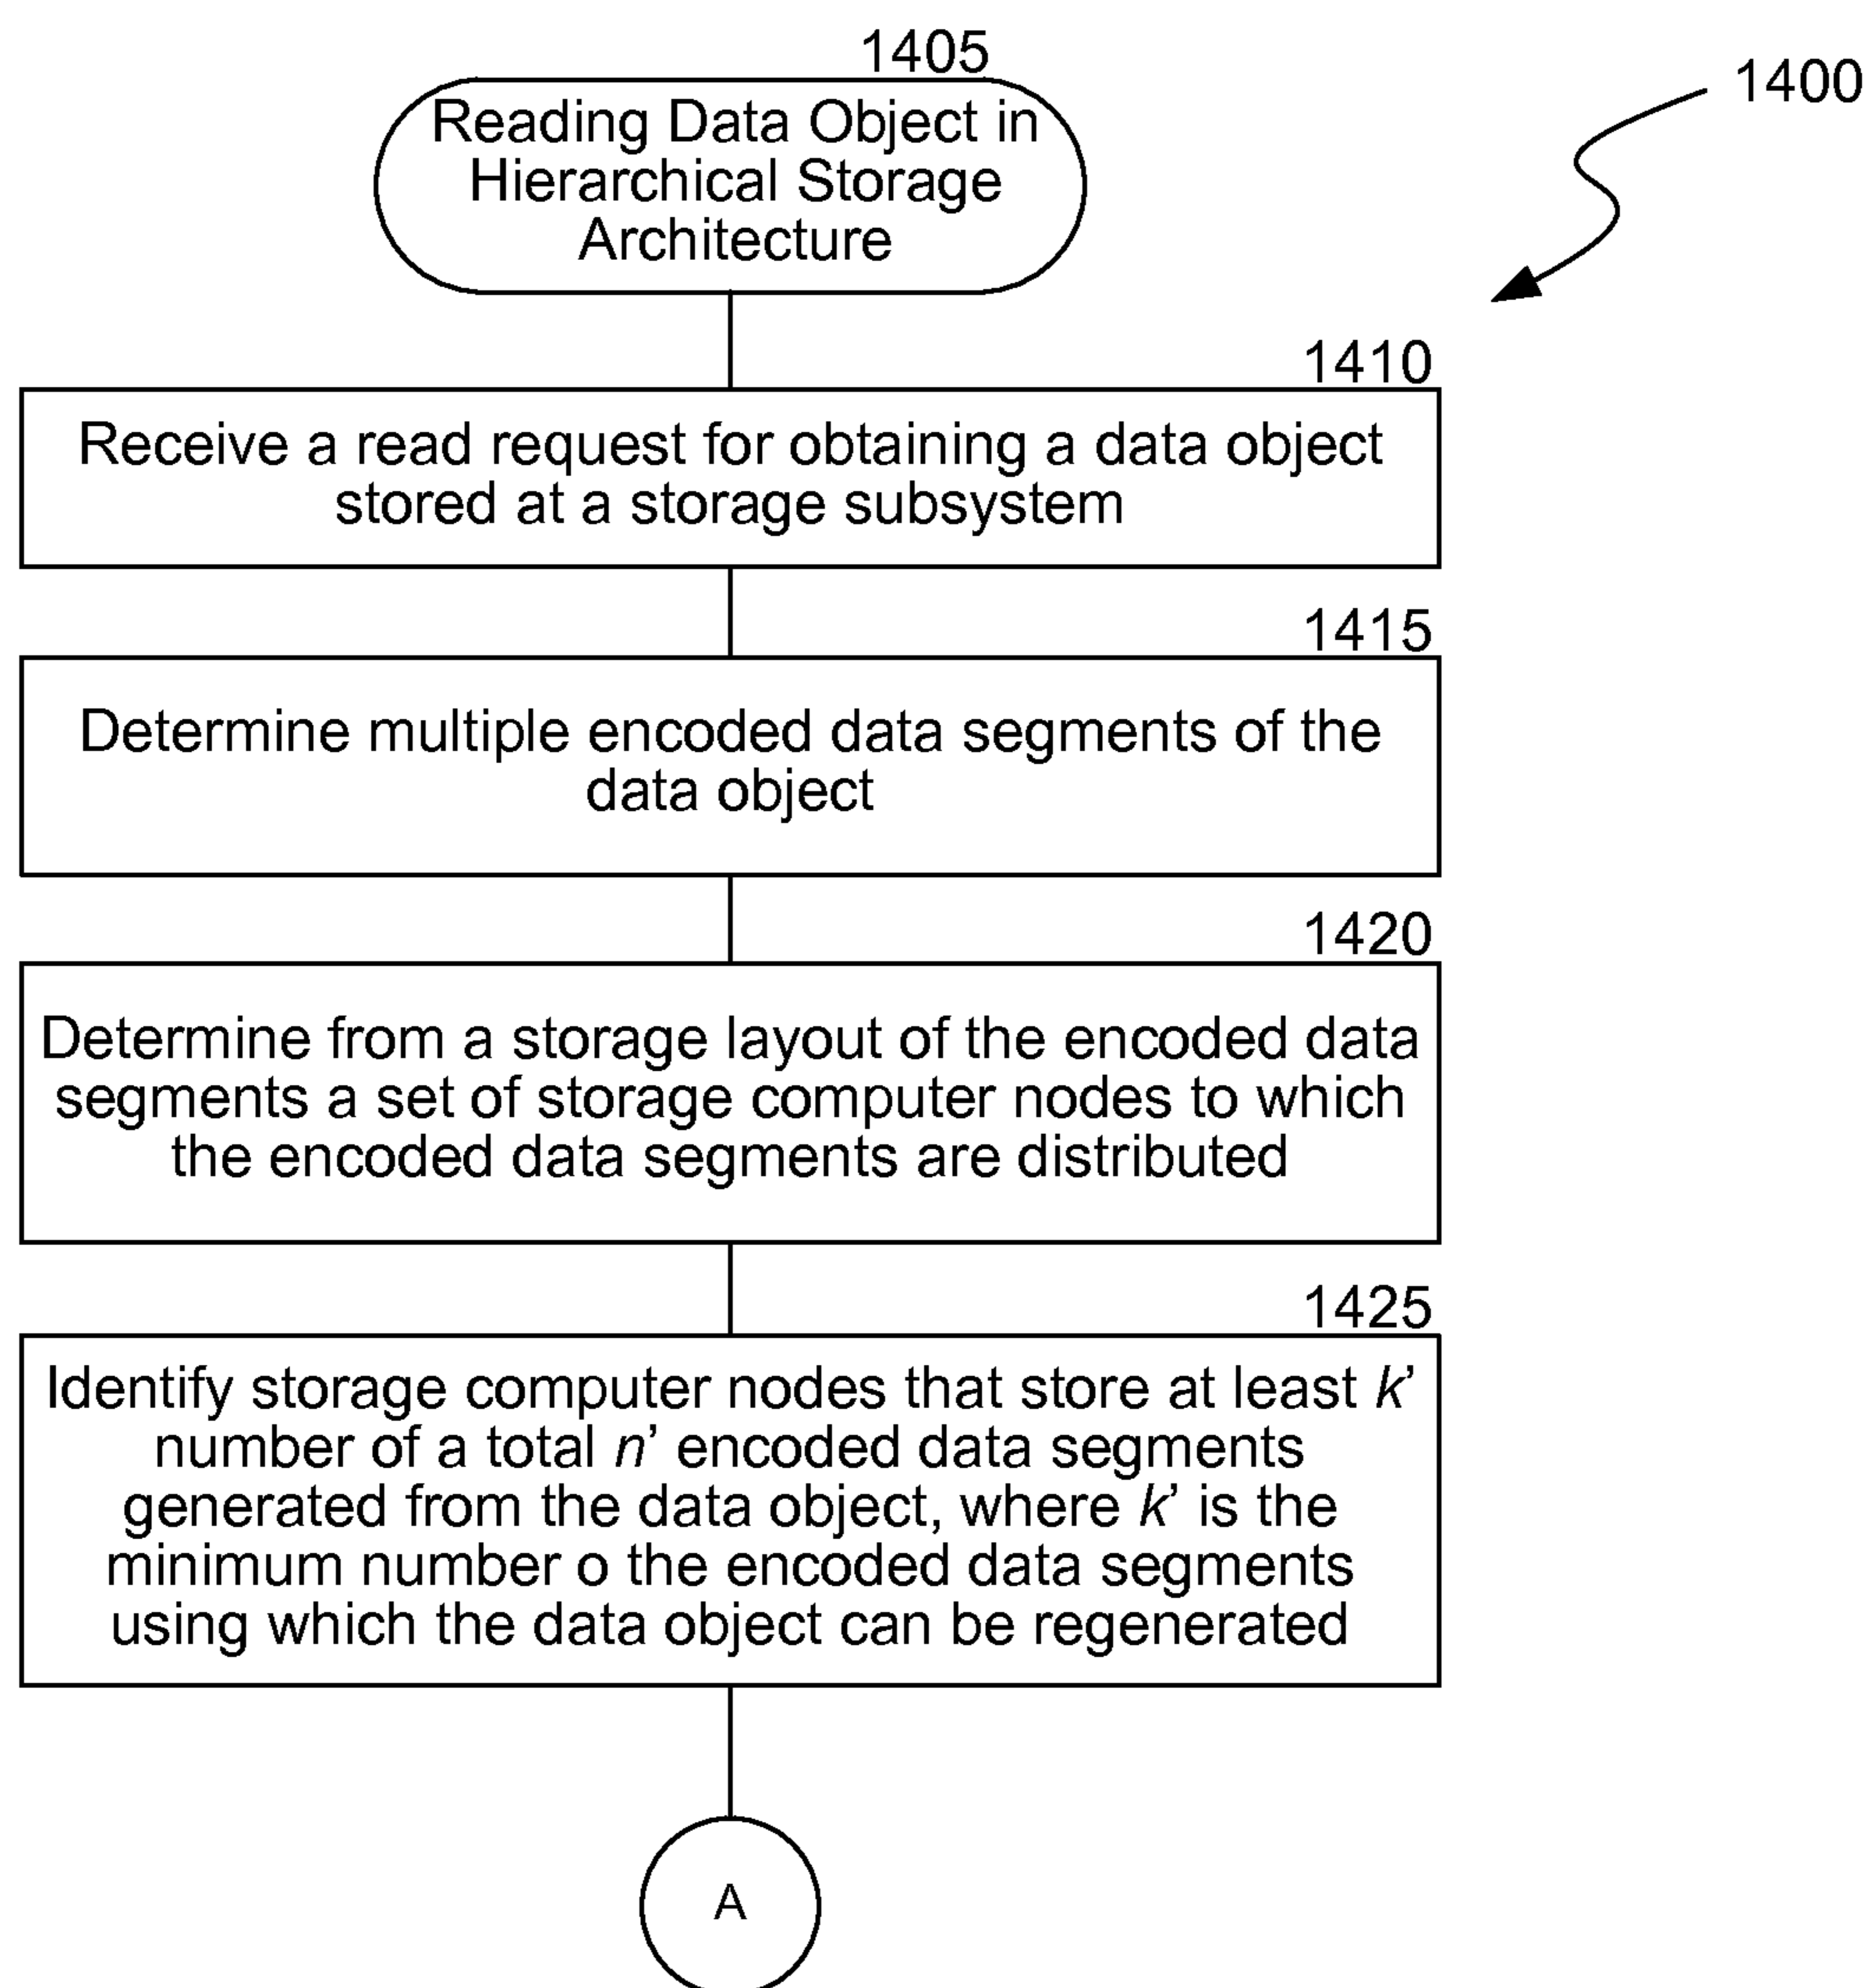 1405
1400
Reading Data Object in
Hierarchical Storage
Architecture
1410
Receive a read request for obtaining a data object
stored at a storage subsystem
1415
Determine multiple encoded data segments of the
data object
1420
Determine from a storage layout of the encoded data
segments a set of storage computer nodes to which
the encoded data segments are distributed
1425
Identify storage computer nodes that store at least k’
number of a total n’ encoded data segments
generated from the data object, where k’ is the
minimum number o the encoded data segments
using which the data object can be regenerated
A